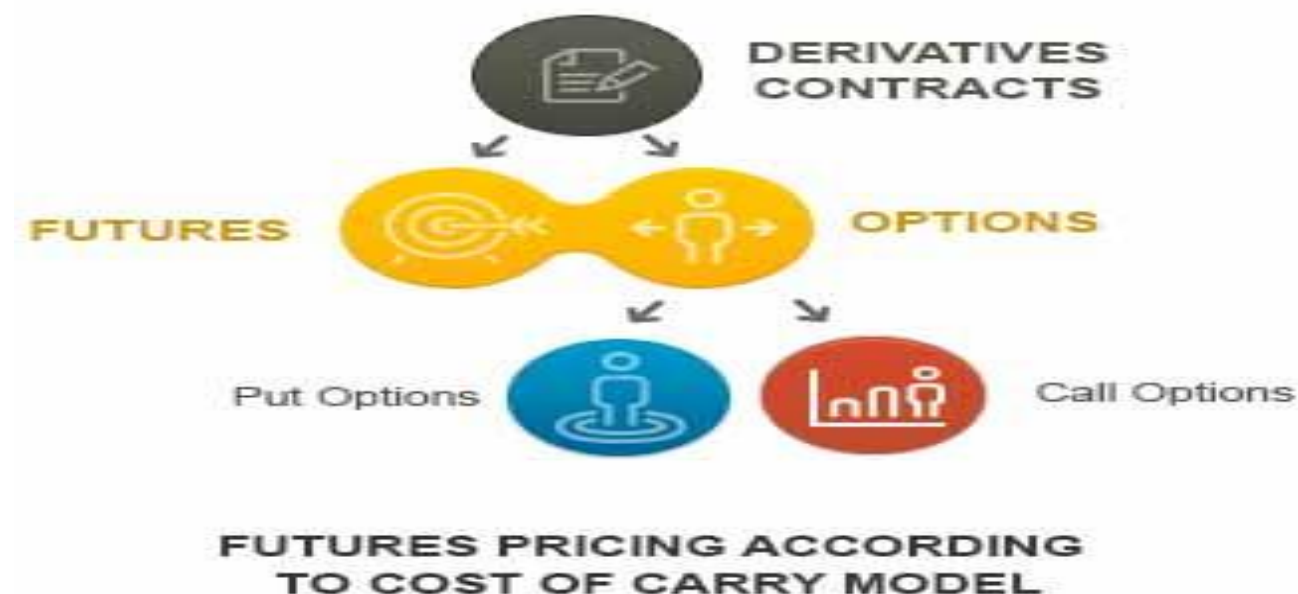 DERIVATIVES
CONTRACTS
FUTURES
OPTIONS
Put Options
Call Options
FUTURES PRICING ACCORDING
TO COST OF CARRY MODEL